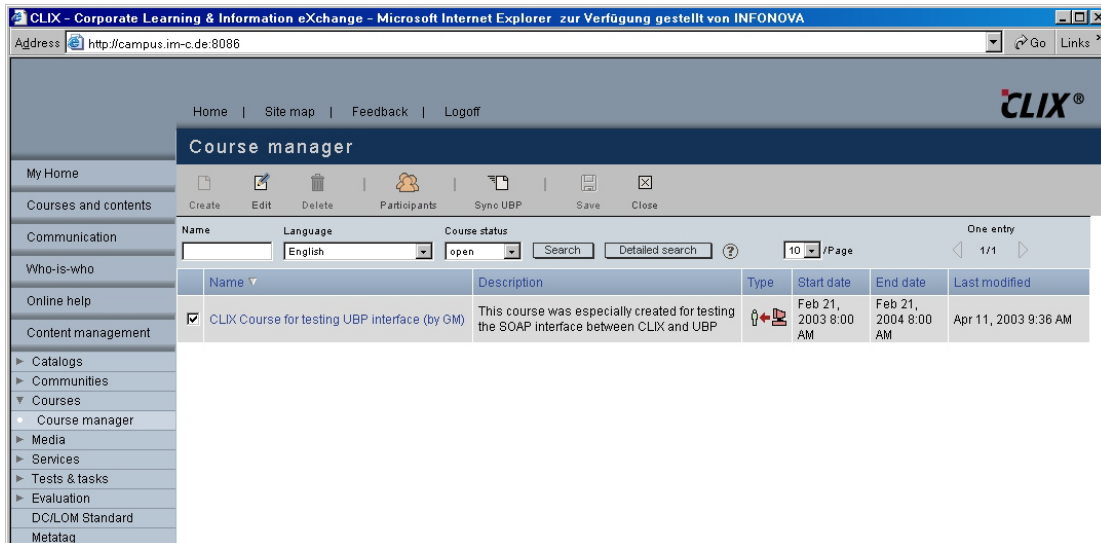 CLIX - Corporate Learning & Information eXchange - Microsoft Internet Explorer zur Verfügung gestellt von INFONOVA
Address http://campus.im-c.de:8086 Go Links
CLIX ®
Home | Site map | Feedback | Logoff
Course manager
My Home
Courses and contents
Communication
Who-is-who
Online help
Content management
Catalogs
Communities
Courses
Course manager
Media
Services
Tests & tasks
Evaluation
DC/LOM Standard
Metatag
Create Edit Delete | Participants | Sync UBP | Save Close
Name Language Course status One entry
English open Search Detailed search ? 10 /Page 1/1
Name Description Type Start date End date Last modified
CLIX Course for testing UBP interface (by GM)
This course was especially created for testing
the SOAP interface between CLIX and UBP
Feb 21,
2003 8:00
AM
Feb 21,
2004 8:00
AM
Apr 11, 2003 9:36 AM